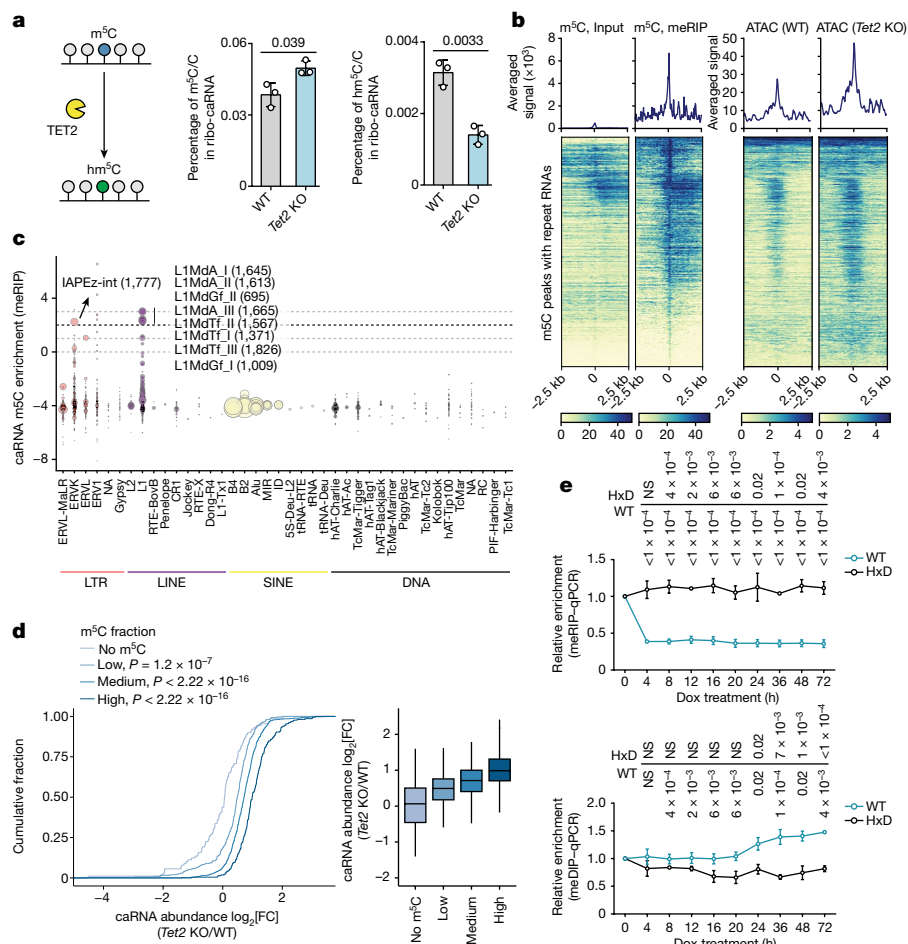 a
m⁵C
TET2
hm⁵C
Percentage of m⁵C/C
in ribo-caRNA
0.06
0.03
0
0.039
WT
Tet2 KO
Percentage of hm⁵C/C
in ribo-caRNA
0.004
0.002
0
0.0033
WT
Tet2 KO
b
m⁵C, Input
m⁵C, meRIP
ATAC (WT)
ATAC (Tet2 KO)
Averaged
signal (×10³)
8
6
4
2
0
Averaged signal
50
40
30
20
10
0
m5C peaks with repeat RNAs
−2.5 kb
0
2.5 kb
−2.5 kb
0
2.5 kb
−2.5 kb
0
2.5 kb
−2.5 kb
0
2.5 kb
0 20 40
0 20 40
0 2 4
0 2 4
c
caRNA m5C enrichment (meRIP)
4
0
−4
−8
IAPEz-int (1,777)
L1MdA_I (1,645)
L1MdA_II (1,613)
L1MdGf_II (695)
L1MdA_III (1,665)
L1MdTf_II (1,567)
L1MdTf_I (1,371)
L1MdTf_III (1,826)
L1MdGf_I (1,009)
ERVL-MaLR
ERVK
ERVL
ERV1
NA
Gypsy
L2
L1
RTE-BovB
Penelope
CR1
Jockey
RTE-X
Dong-R4
L1-Tx1
B4
B2
Alu
MIR
ID
5S-Deu-L2
tRNA-RTE
tRNA
tRNA-Deu
hAT-Charlie
hAT-Ac
TcMar-Tigger
hAT-Tag1
hAT-Blackjack
TcMar-Mariner
PiggyBac
hAT
TcMar-Tc2
Kolobok
hAT-Tip100
TcMar
NA
RC
PIF-Harbinger
TcMar-Tc1
LTR
LINE
SINE
DNA
d
m⁵C fraction
No m⁵C
Low, P = 1.2 × 10⁻⁷
Medium, P < 2.22 × 10⁻¹⁶
High, P < 2.22 × 10⁻¹⁶
Cumulative fraction
1.00
0.75
0.50
0.25
0
−4 −2 0 2
caRNA abundance log₂[FC]
(Tet2 KO/WT)
caRNA abundance log₂[FC]
(Tet2 KO/WT)
2
1
0
−1
−2
No m⁵C
Low
Medium
High
e
HxD
NS
4 × 10⁻⁴
2 × 10⁻³
6 × 10⁻³
6 × 10⁻³
0.02
1 × 10⁻⁴
0.02
4 × 10⁻³
WT
<1 × 10⁻⁴
<1 × 10⁻⁴
<1 × 10⁻⁴
<1 × 10⁻⁴
<1 × 10⁻⁴
<1 × 10⁻⁴
<1 × 10⁻⁴
<1 × 10⁻⁴
<1 × 10⁻⁴
Relative enrichment
(meRIP–qPCR)
1.5
1.0
0.5
0
WT
HxD
0 4 8 12 16 20 24 36 48 72
Dox treatment (h)
HxD
NS
NS
NS
NS
NS
0.02
7 × 10⁻³
1 × 10⁻³
<1 × 10⁻⁴
WT
NS
4 × 10⁻³
2 × 10⁻³
6 × 10⁻³
6 × 10⁻³
0.02
1 × 10⁻⁴
0.02
4 × 10⁻³
Relative enrichment
(meDIP–qPCR)
2.0
1.5
1.0
0.5
0
WT
HxD
0 4 8 12 16 20 24 36 48 72
Dox treatment (h)